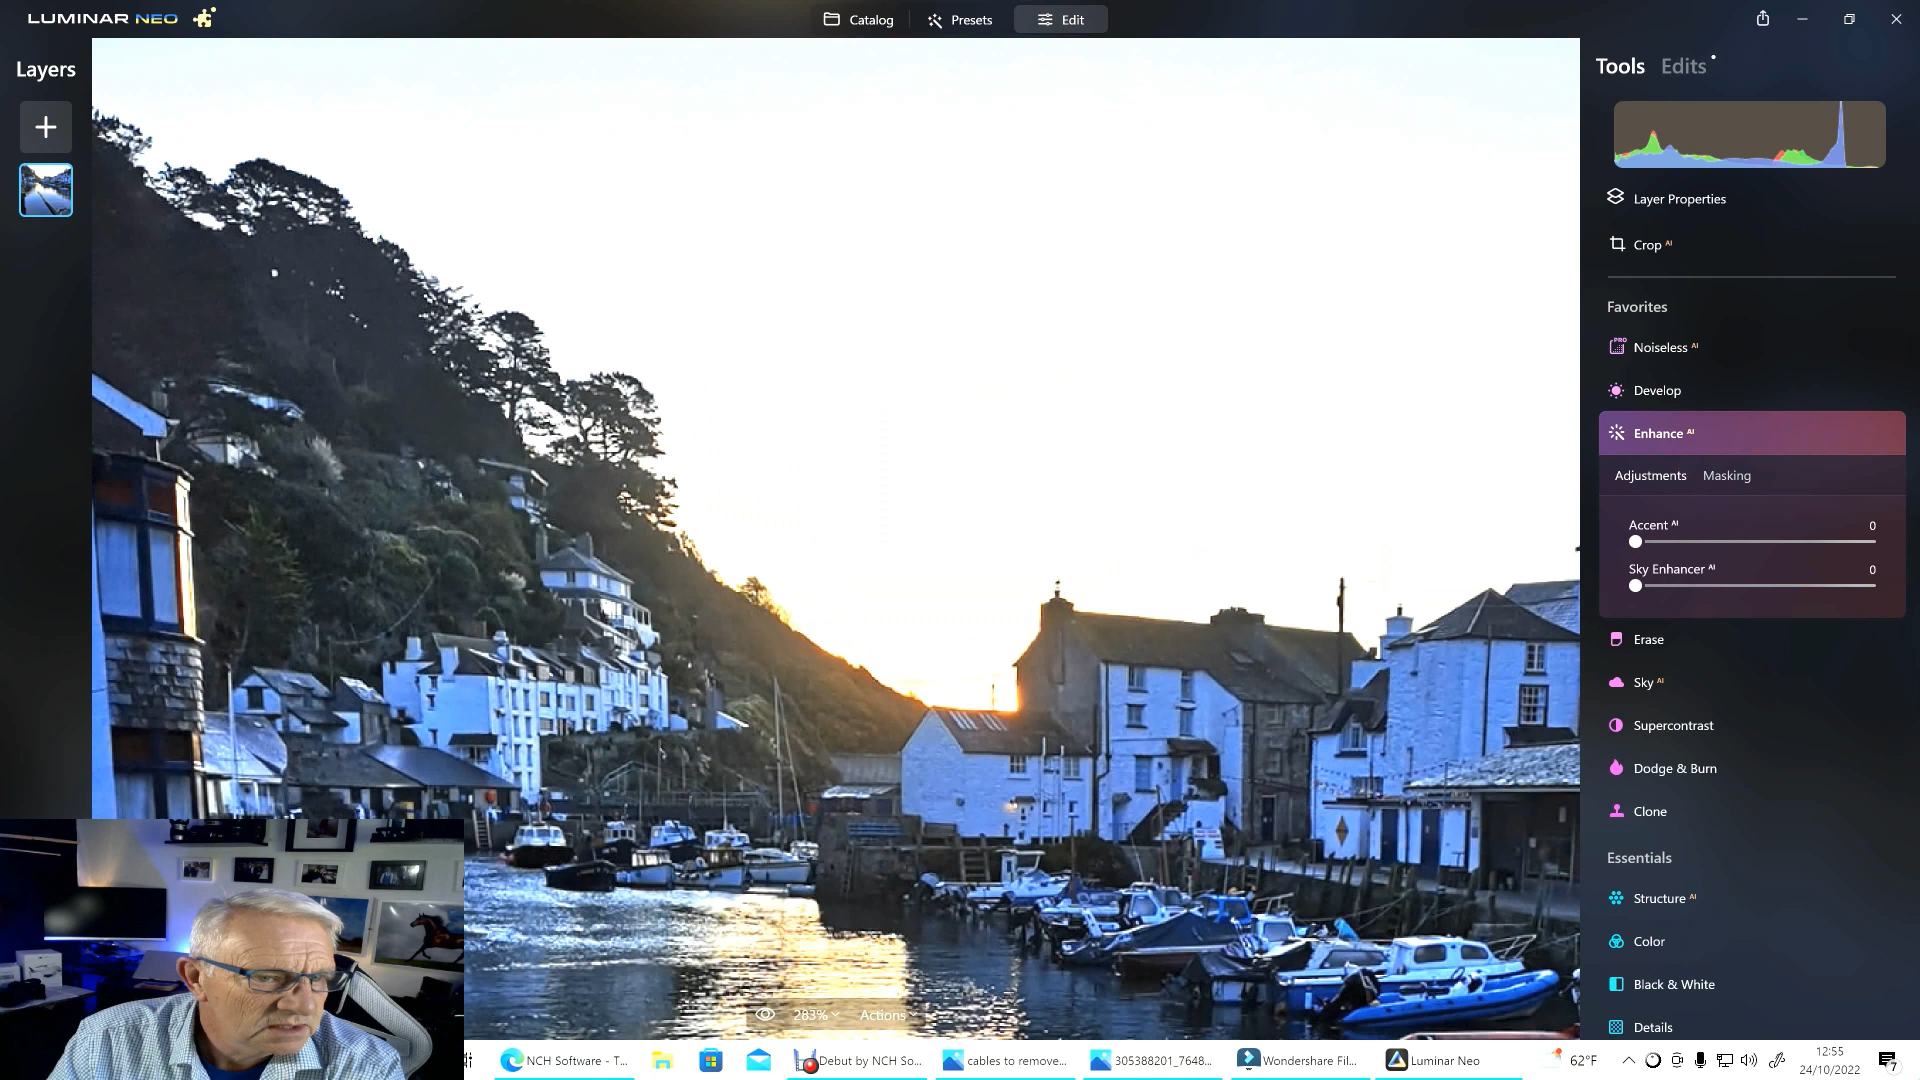 LUMINAR NEO
Catalog
Presets
Edit
Layers
Tools
Edits
Layer Properties
Crop AI
Favorites
Noiseless AI
PRO
Develop
Enhance AI
Adjustments
Masking
Accent AI
0
Sky Enhancer AI
0
Erase
Sky AI
Supercontrast
Dodge & Burn
Clone
Essentials
Structure AI
Color
Black & White
Details
283%
Actions
NCH Software - T...
Debut by NCH So...
cables to remove...
305388201_7648...
Wondershare Fil...
Luminar Neo
62°F
12:55
24/10/2022
7